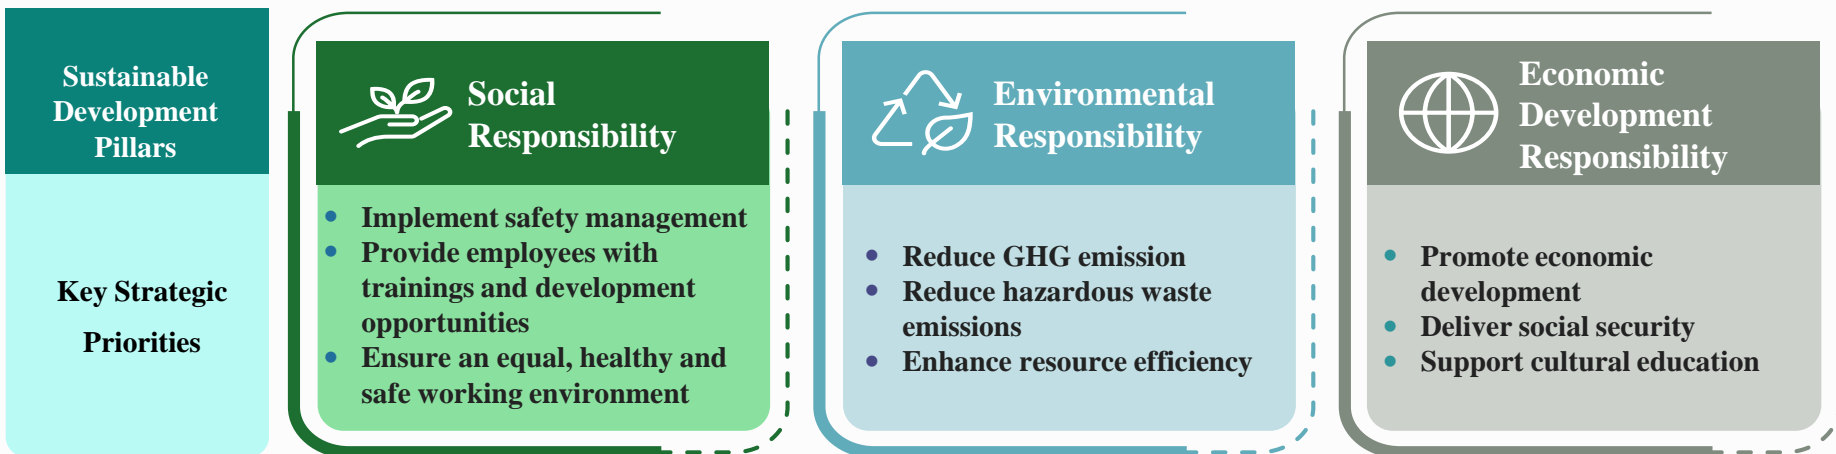 Sustainable
Development
Pillars
Social
Responsibility
Environmental
Responsibility
Economic
Development
Responsibility
Key Strategic
Priorities
• Implement safety management
• Provide employees with
trainings and development
opportunities
• Ensure an equal, healthy and
safe working environment
• Reduce GHG emission
• Reduce hazardous waste
emissions
• Enhance resource efficiency
• Promote economic
development
• Deliver social security
• Support cultural education